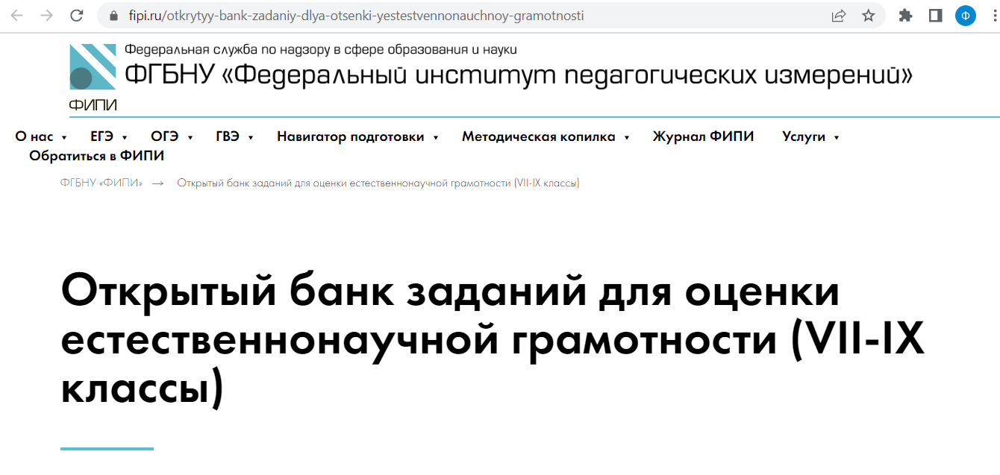 fipi.ru/otkrytyy-bank-zadaniy-dlya-otsenki-yestestvennonauchnoy-gramotnosti
Ф
Федеральная служба по надзору в сфере образования и науки
ФГБНУ «Федеральный институт педагогических измерений»
ФИПИ
О нас ЕГЭ ОГЭ ГВЭ Навигатор подготовки Методическая копилка Журнал ФИПИ Услуги
Обратиться в ФИПИ
ФГБНУ «ФИПИ» → Открытый банк заданий для оценки естественнонаучной грамотности (VII-IX классы)
Открытый банк заданий для оценки
естественнонаучной грамотности (VII-IX
классы)